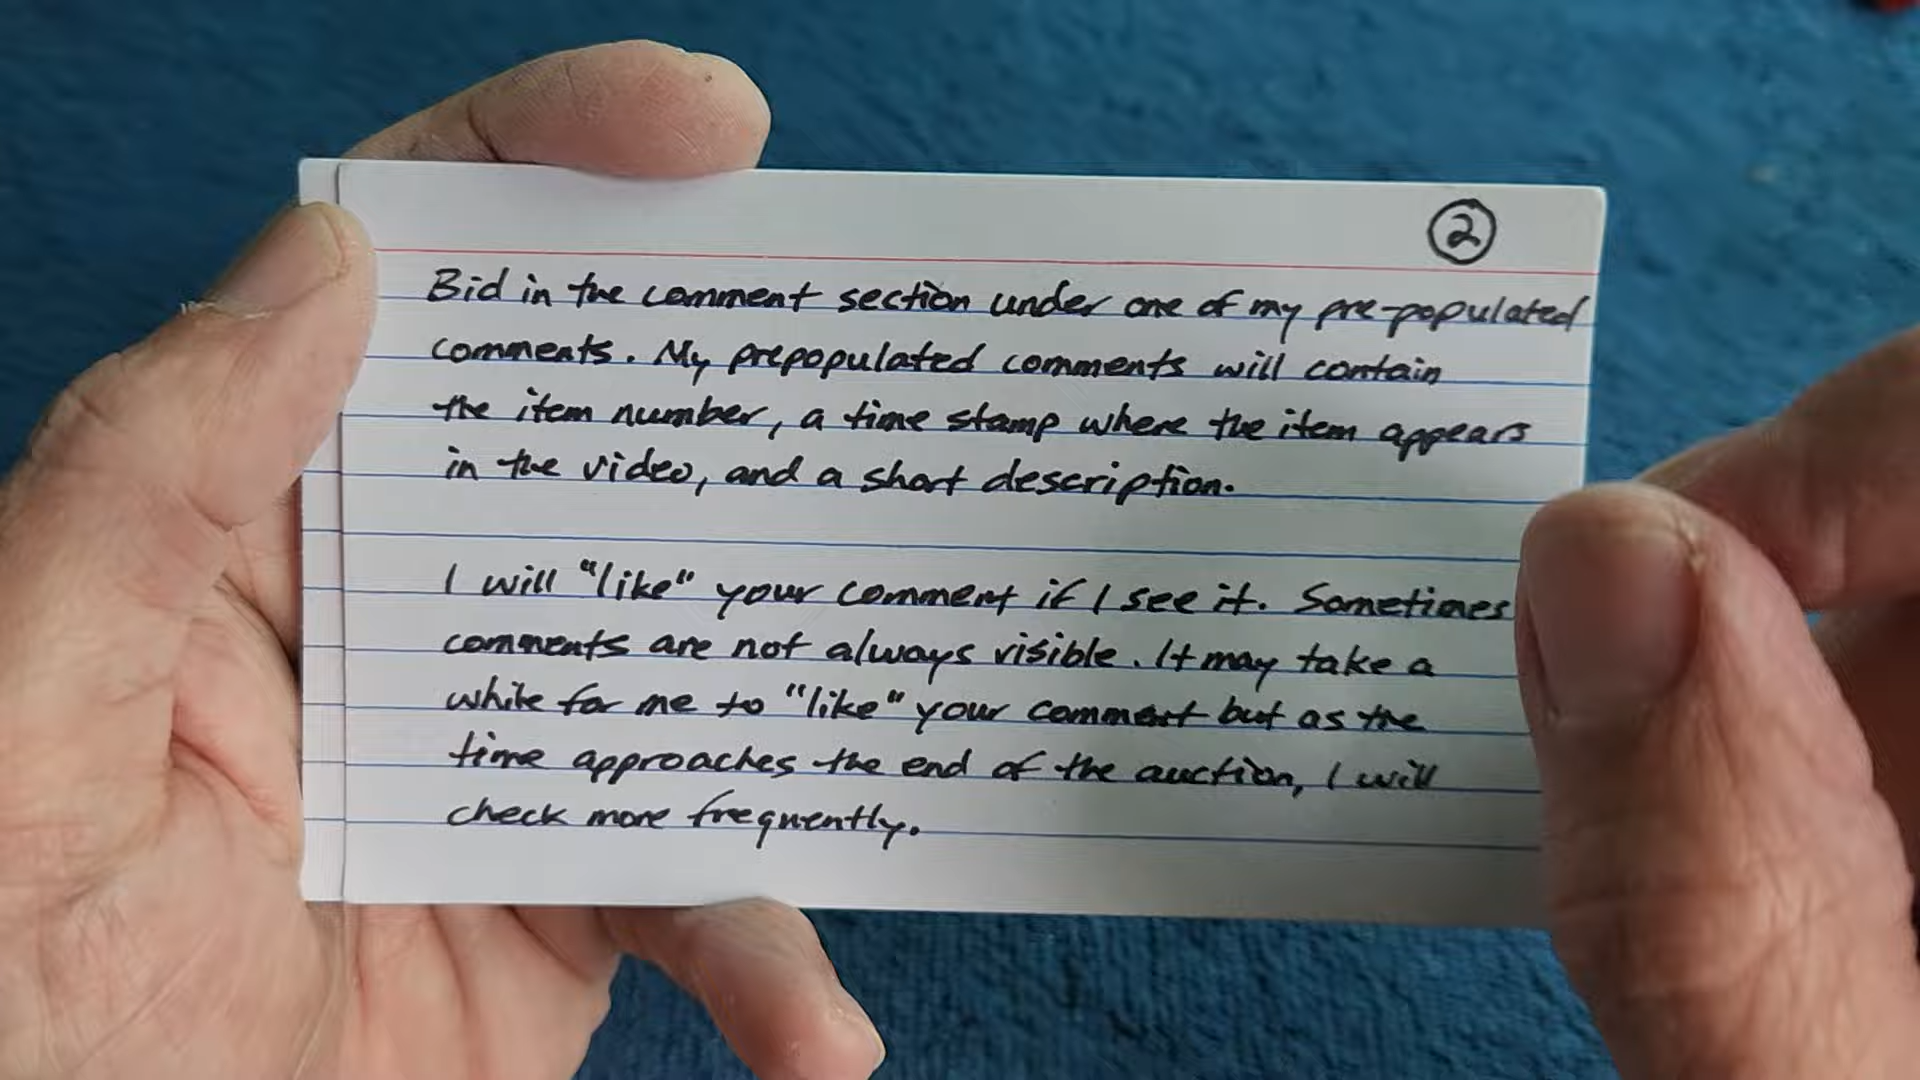 2
Bid in the comment section under one of my pre-populated
comments. My prepopulated comments will contain
the item number, a time stamp where the item appears
in the video, and a short description.
I will "like" your comment if I see it. Sometimes
comments are not always visible. It may take a
while for me to "like" your comment but as the
time approaches the end of the auction, I will
check more frequently.